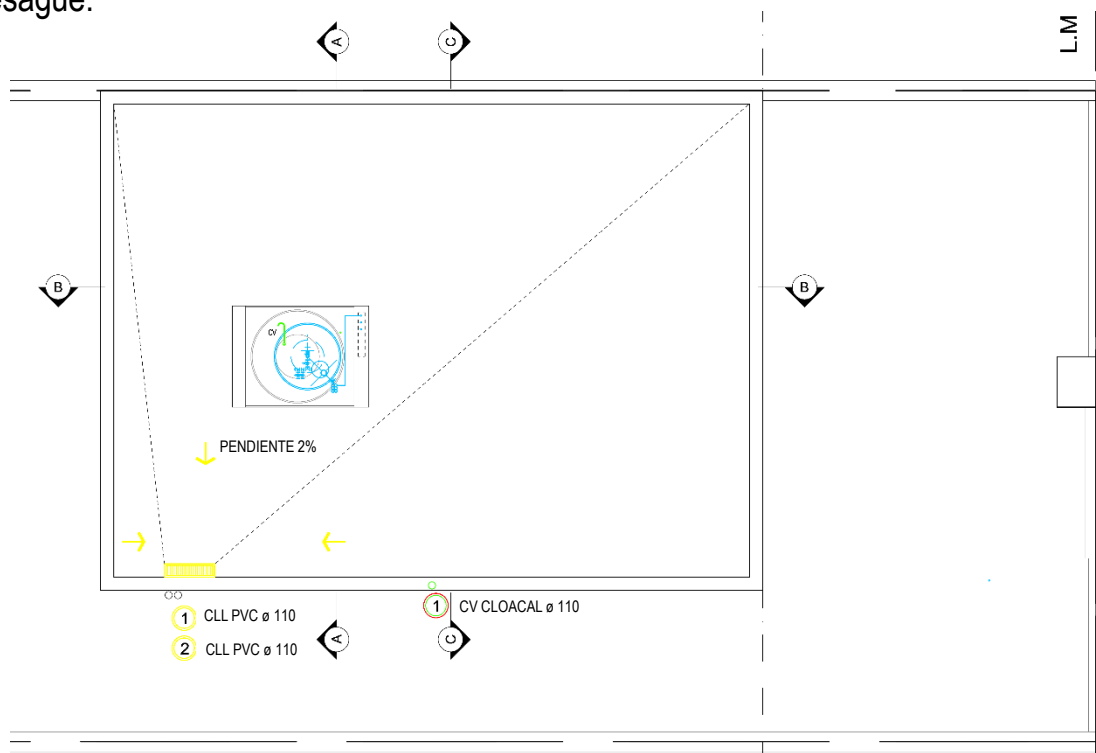 esagüe.
L.M
A
C
B
B
CV
PENDIENTE 2%
1 CLL PVC ø 110
2 CLL PVC ø 110
1 CV CLOACAL ø 110
A
C